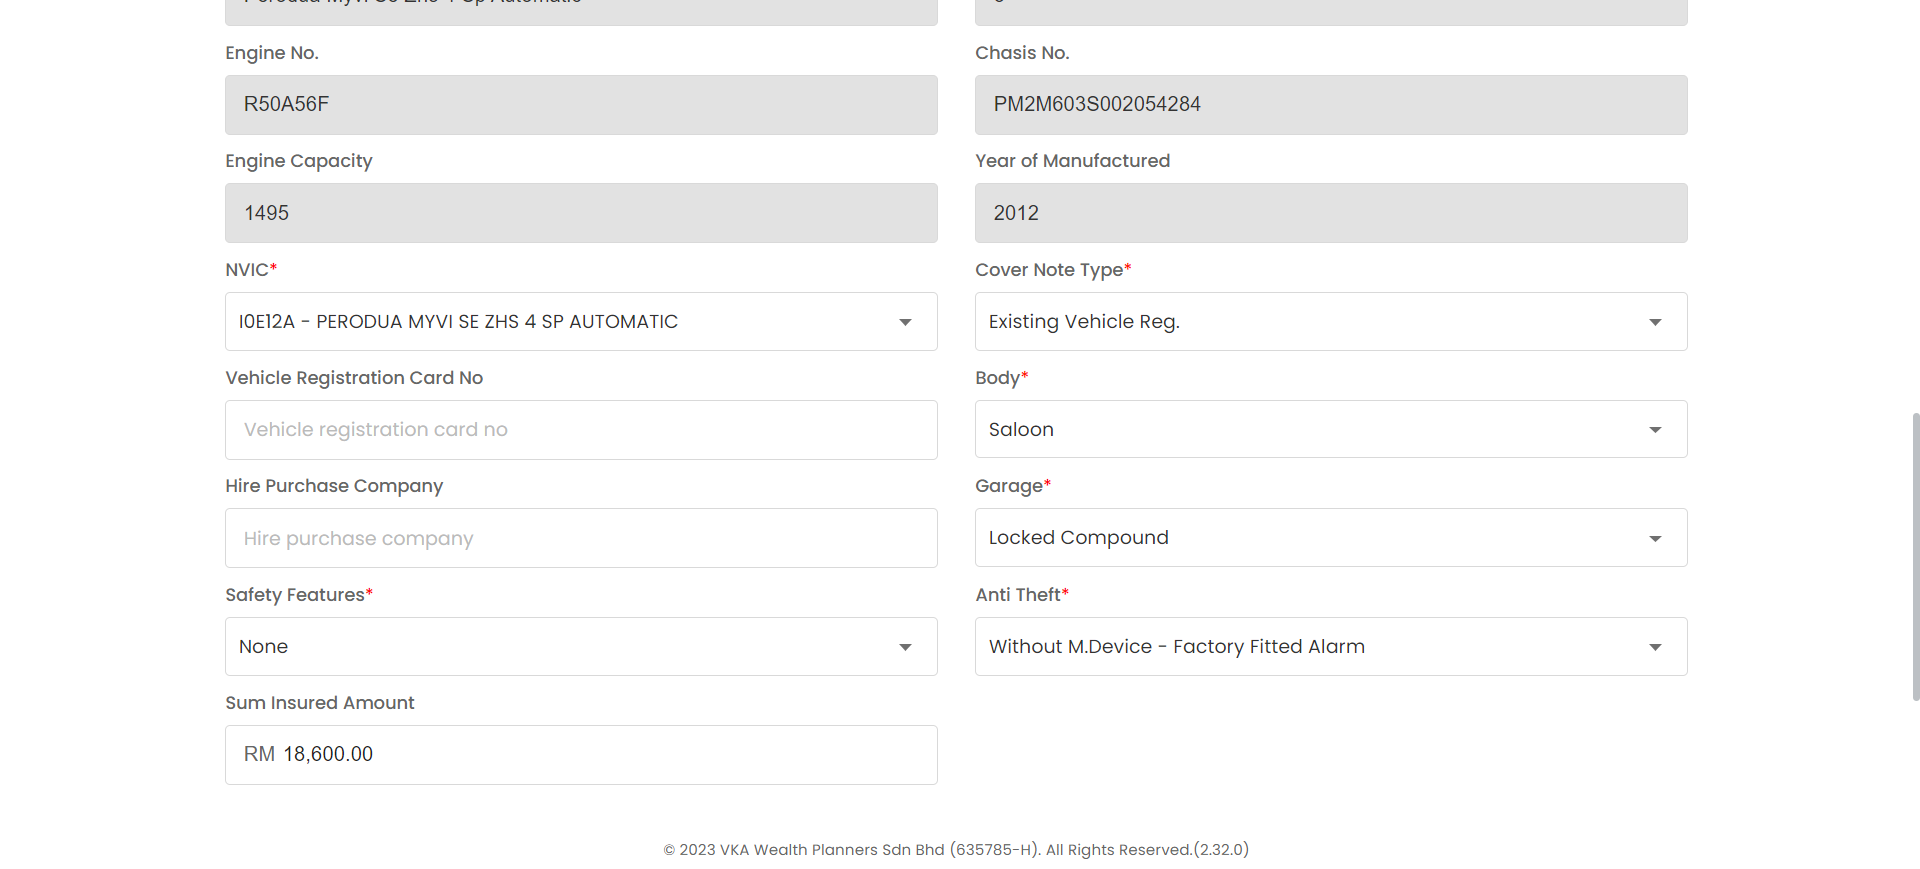 Engine No.
Chasis No.
R50A56F
PM2M603S002054284
Engine Capacity
Year of Manufactured
1495
2012
NVIC*
Cover Note Type*
I0E12A - PERODUA MYVI SE ZHS 4 SP AUTOMATIC
Existing Vehicle Reg.
Vehicle Registration Card No
Body*
Vehicle registration card no
Saloon
Hire Purchase Company
Garage*
Hire purchase company
Locked Compound
Safety Features*
Anti Theft*
None
Without M.Device - Factory Fitted Alarm
Sum Insured Amount
RM 18,600.00
© 2023 VKA Wealth Planners Sdn Bhd (635785-H). All Rights Reserved.(2.32.0)